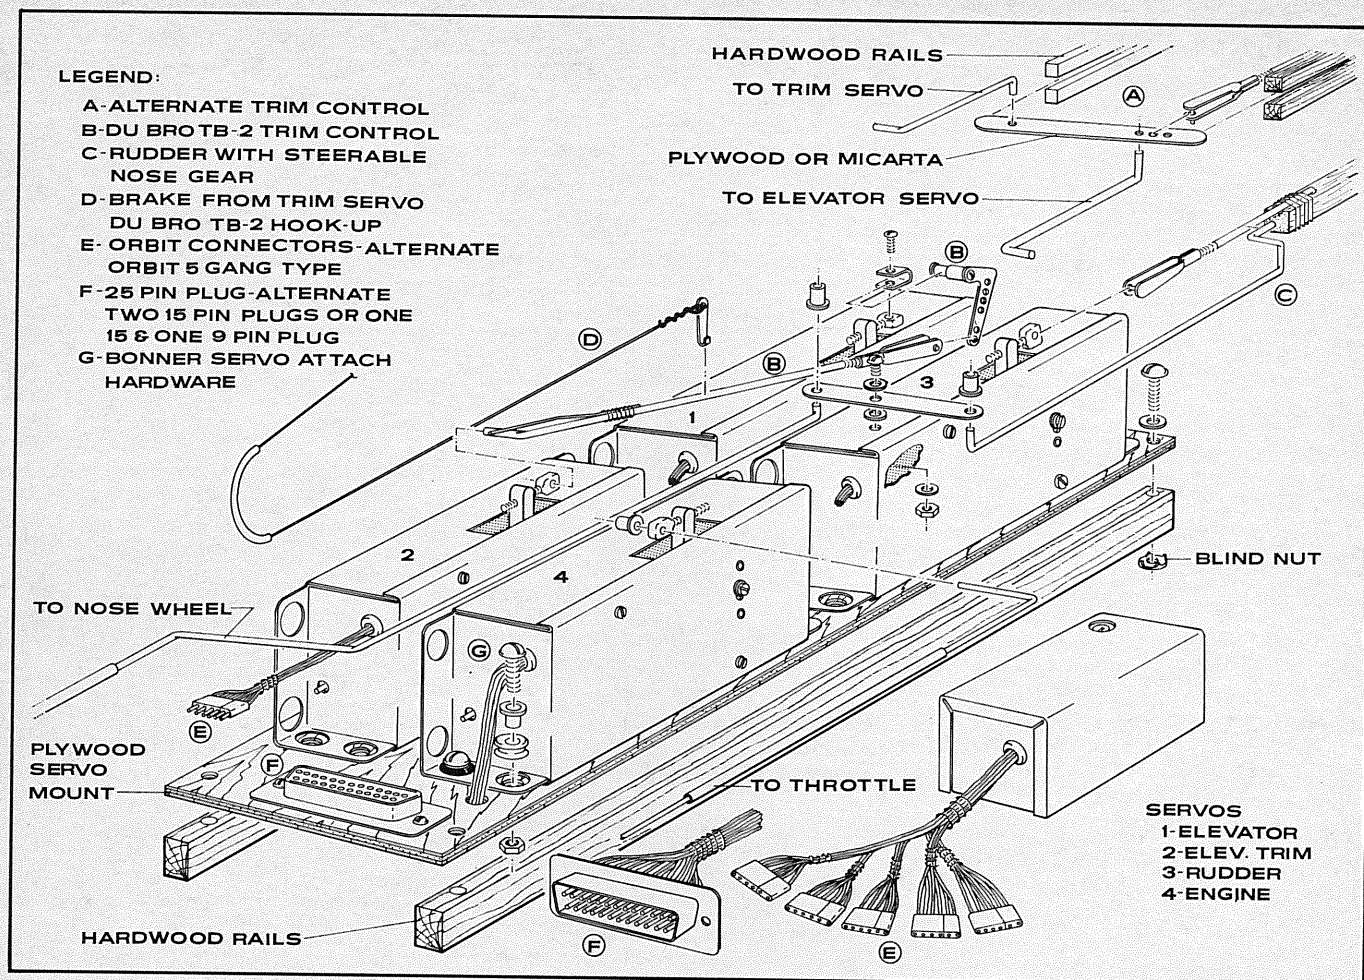 LEGEND:
A-ALTERNATE TRIM CONTROL
B-DU BRO TB-2 TRIM CONTROL
C-RUDDER WITH STEERABLE
NOSE GEAR
D-BRAKE FROM TRIM SERVO
DU BRO TB-2 HOOK-UP
E- ORBIT CONNECTORS-ALTERNATE
ORBIT 5 GANG TYPE
F-25 PIN PLUG-ALTERNATE
TWO 15 PIN PLUGS OR ONE
15 & ONE 9 PIN PLUG
G-BONNER SERVO ATTACH
HARDWARE
HARDWOOD RAILS
TO TRIM SERVO
A
PLYWOOD OR MICARTA
TO ELEVATOR SERVO
B
C
D
B
3
1
2
4
BLIND NUT
TO NOSE WHEEL
G
E
F
PLYWOOD
SERVO
MOUNT
TO THROTTLE
SERVOS
1-ELEVATOR
2-ELEV. TRIM
3-RUDDER
4-ENGINE
HARDWOOD RAILS
F
E